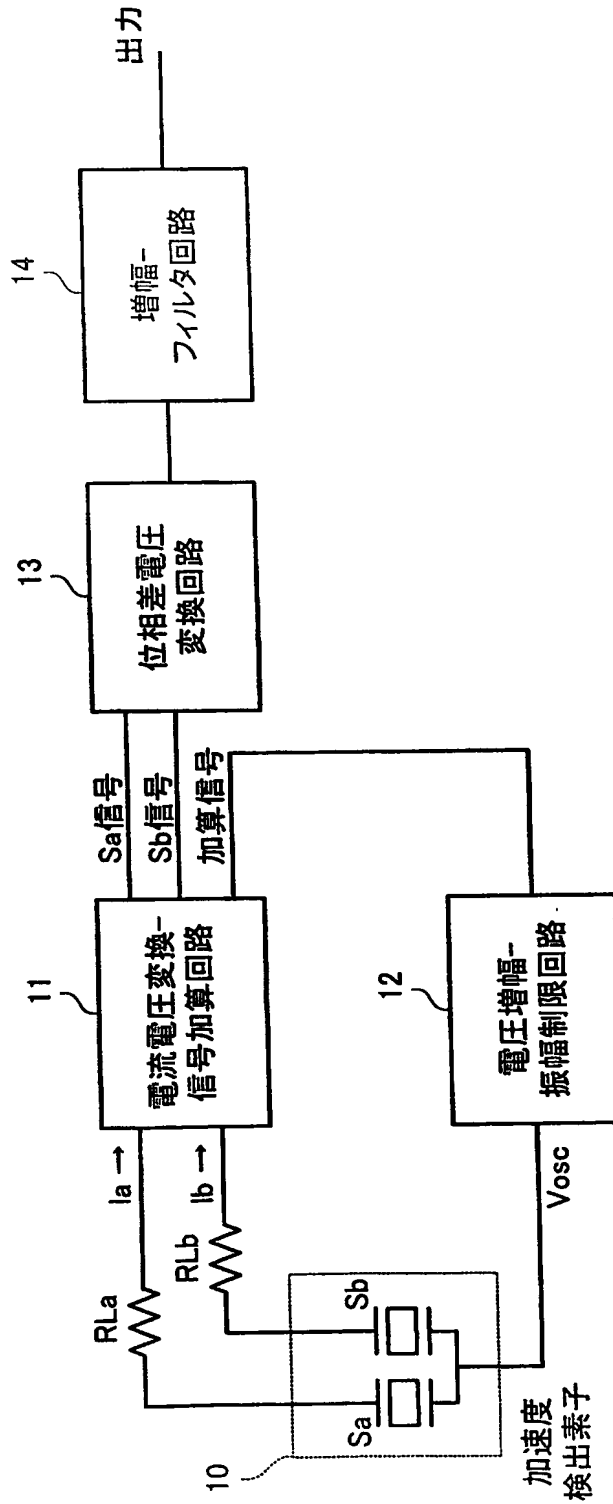 10
加速度
検出素子
Sa
Sb
RLa
RLb
Ia →
Ib →
Vosc
11
電流電圧変換-
信号加算回路
12
電圧増幅-
振幅制限回路
Sa信号
Sb信号
加算信号
13
位相差電圧
変換回路
14
増幅-
フィルタ回路
出力